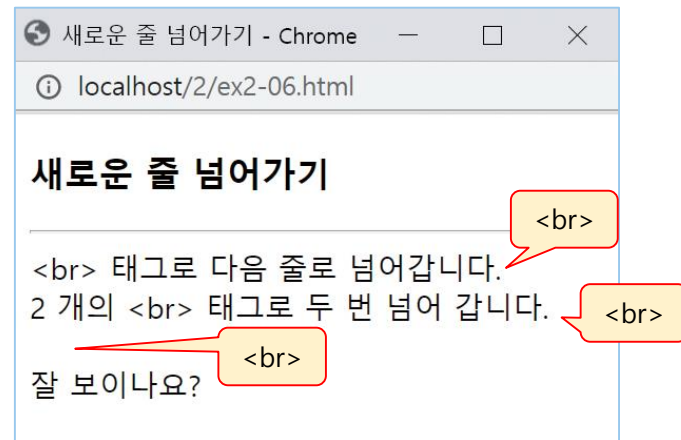 새로운 줄 넘어가기 - Chrome
localhost/2/ex2-06.html
새로운 줄 넘어가기
<br>
<br> 태그로 다음 줄로 넘어갑니다.
2 개의 <br> 태그로 두 번 넘어 갑니다.
<br>
<br>
잘 보이나요?